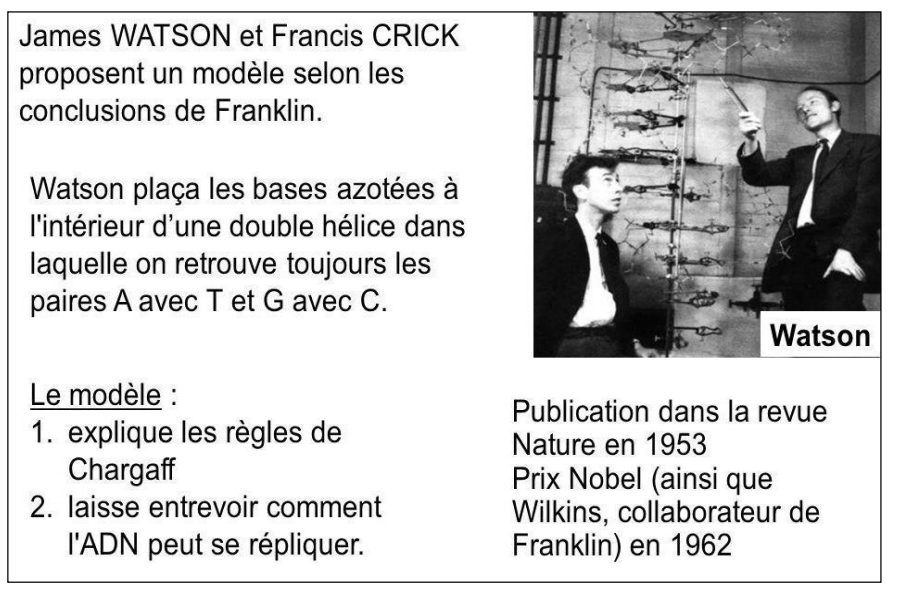 James WATSON et Francis CRICK
proposent un modèle selon les
conclusions de Franklin.
Watson plaça les bases azotées à
l'intérieur d’une double hélice dans
laquelle on retrouve toujours les
paires A avec T et G avec C.
Watson
Le modèle :
1. explique les règles de
Chargaff
2. laisse entrevoir comment
l'ADN peut se répliquer.
Publication dans la revue
Nature en 1953
Prix Nobel (ainsi que
Wilkins, collaborateur de
Franklin) en 1962